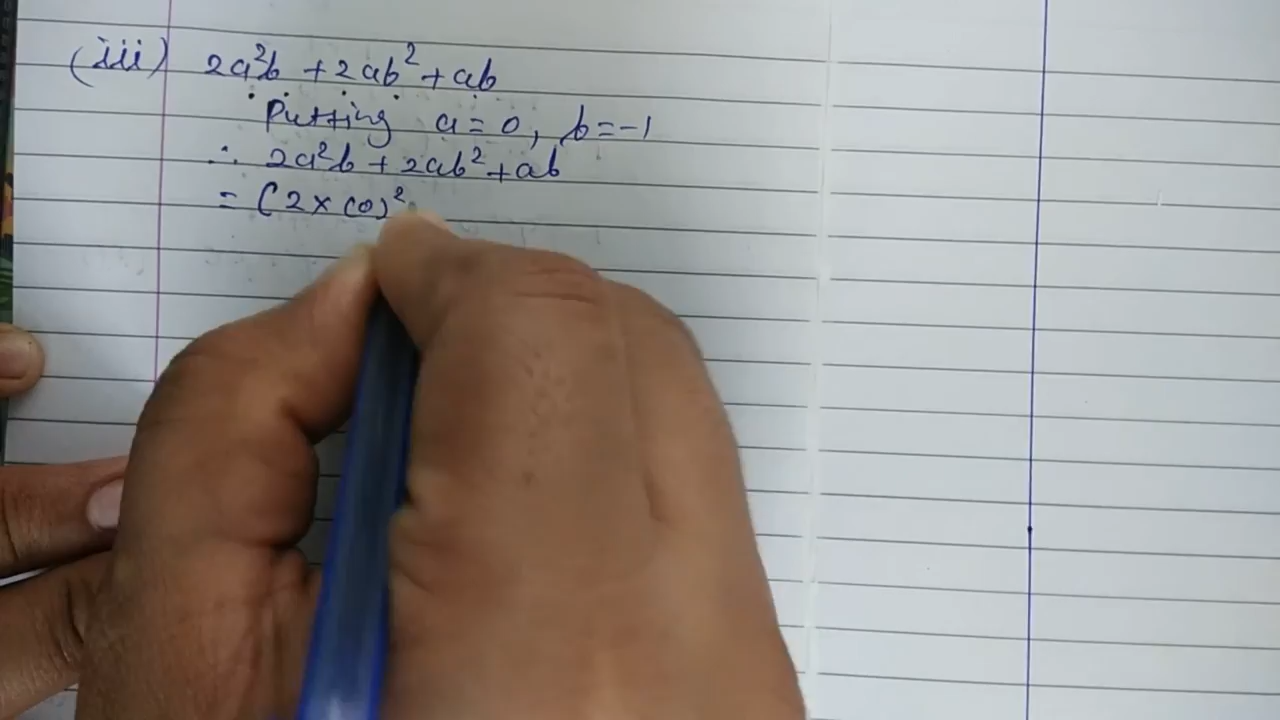 (iii) 2a²b + 2ab² + ab
Putting a = 0, b = -1
∴ 2a²b + 2ab² + ab
= (2 × (0)²